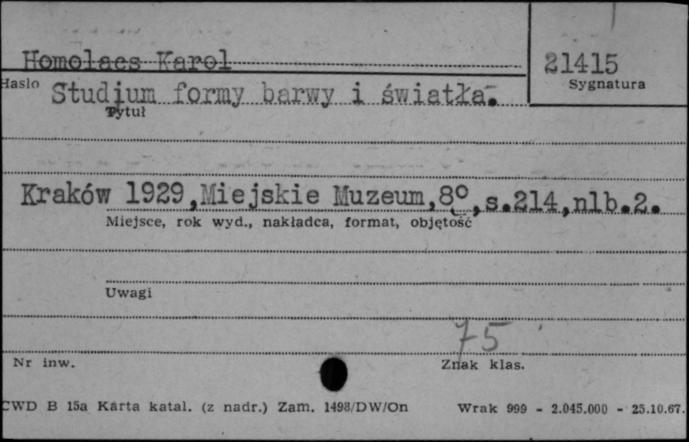 Homolacs Karol
21415
Hasło
Sygnatura
Studium formy barwy i światła.
Tytuł
Kraków 1929,Miejskie Muzeum,8°,s.214,nlb.2.
Miejsce, rok wyd., nakładca, format, objętość
Uwagi
75
Nr inw.
Znak klas.
CWD B 15a Karta katal. (z nadr.) Zam. 1498/DW/On
Wrak 999 - 2.045.000 - 25.10.67.